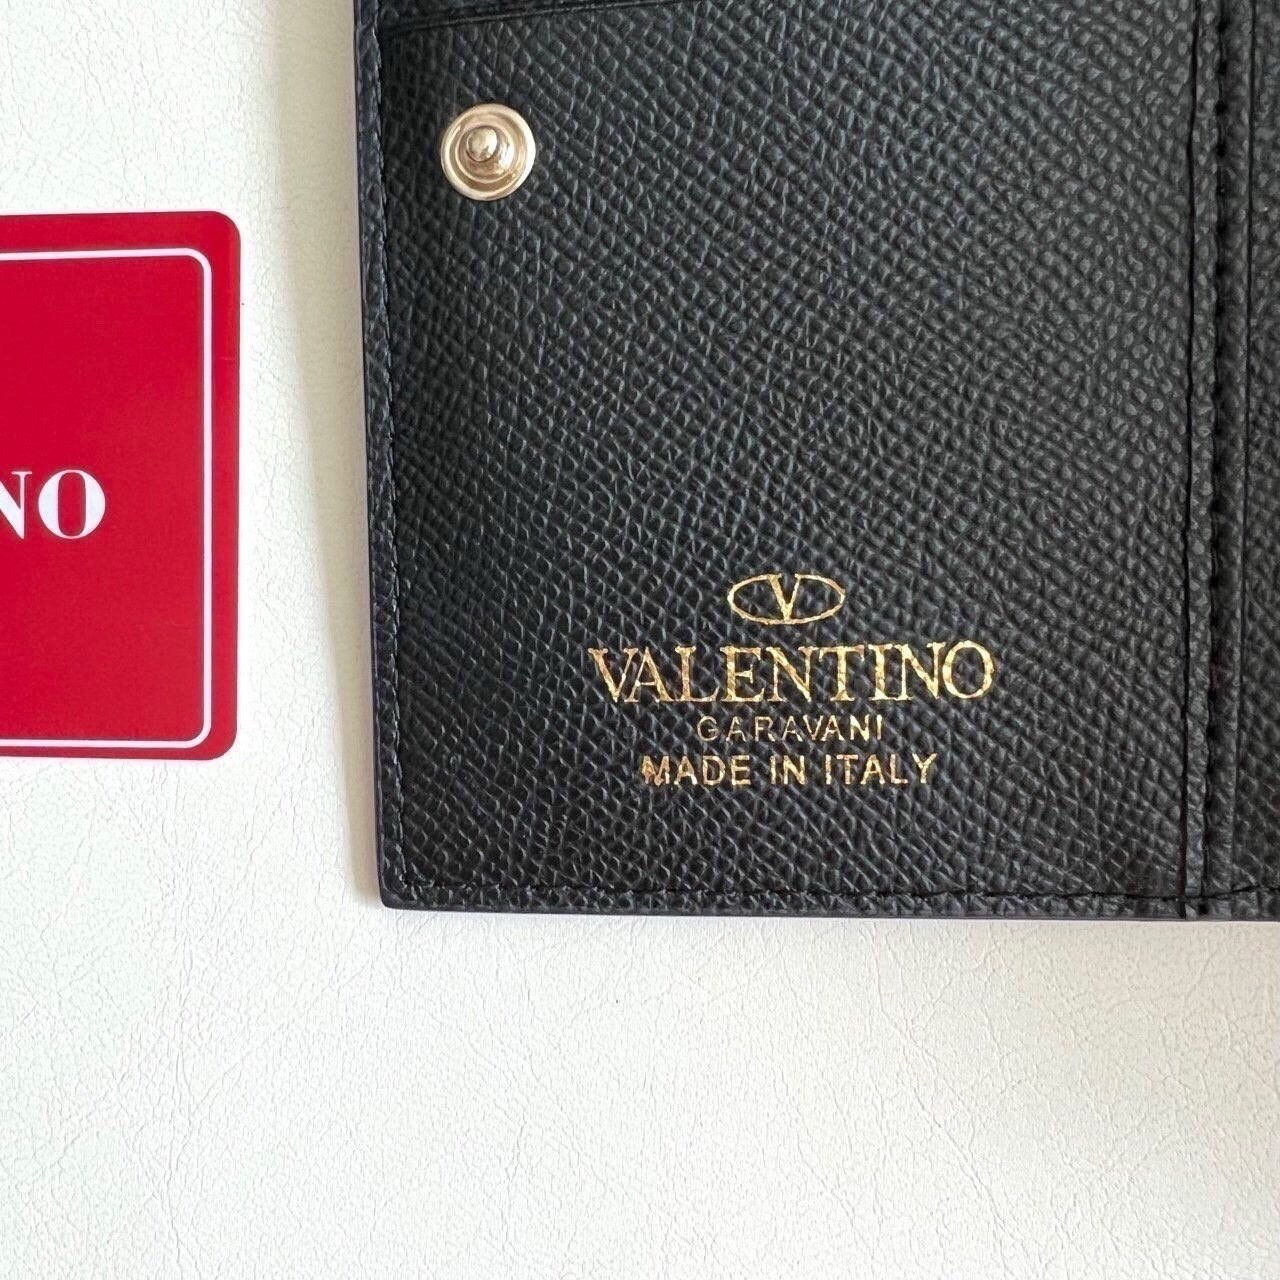 NO
V
VALENTINO
GARAVANI
MADE IN ITALY